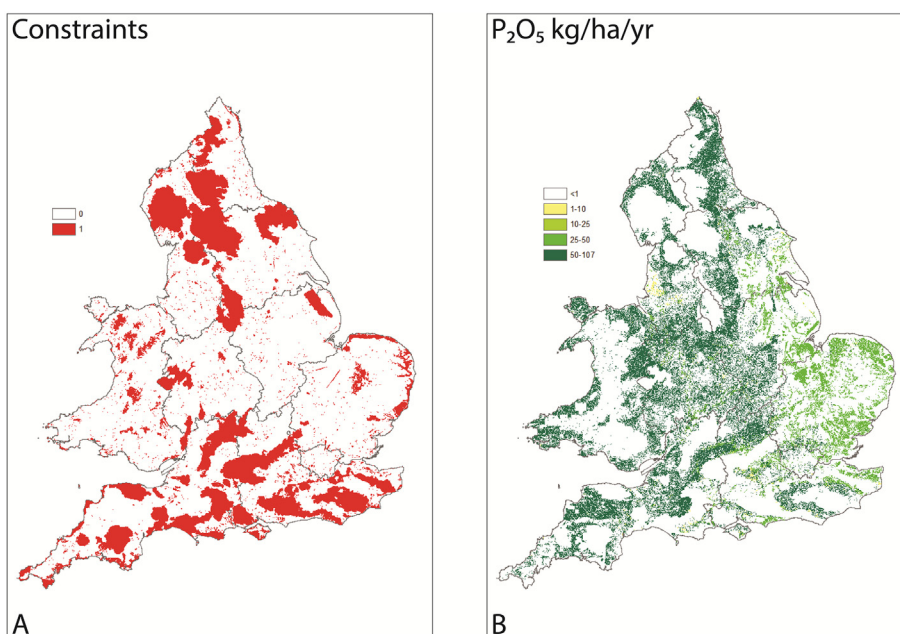 Constraints
0
1
A
P₂O₅ kg/ha/yr
<1
1-10
10-25
25-50
50-107
B